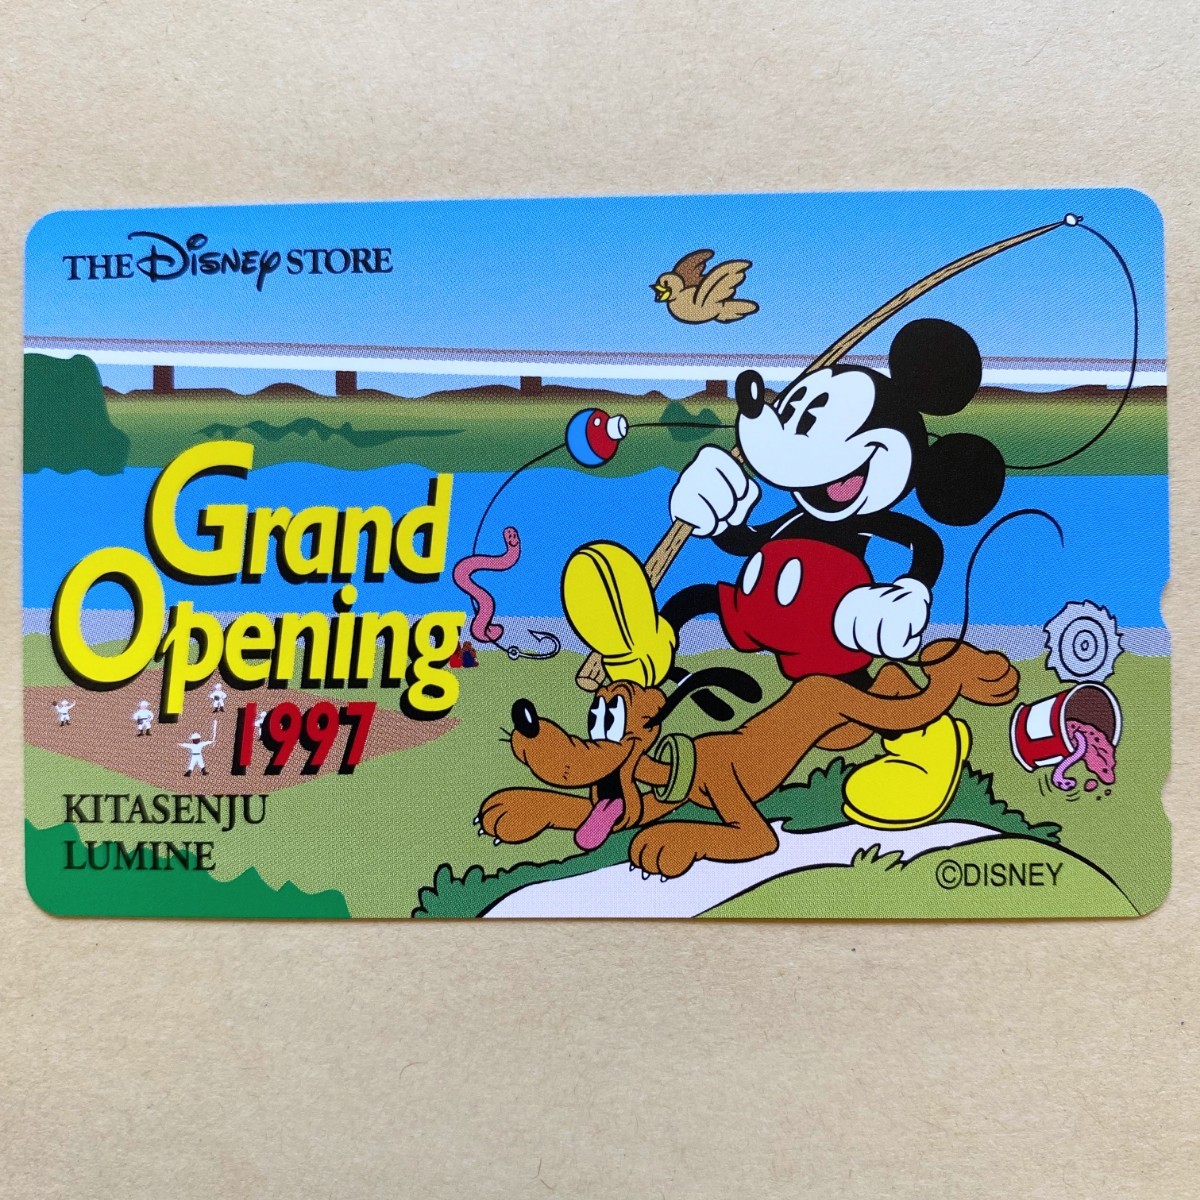 THE DISNEY STORE
Grand
Opening
1997
KITASENJU
LUMINE
©DISNEY